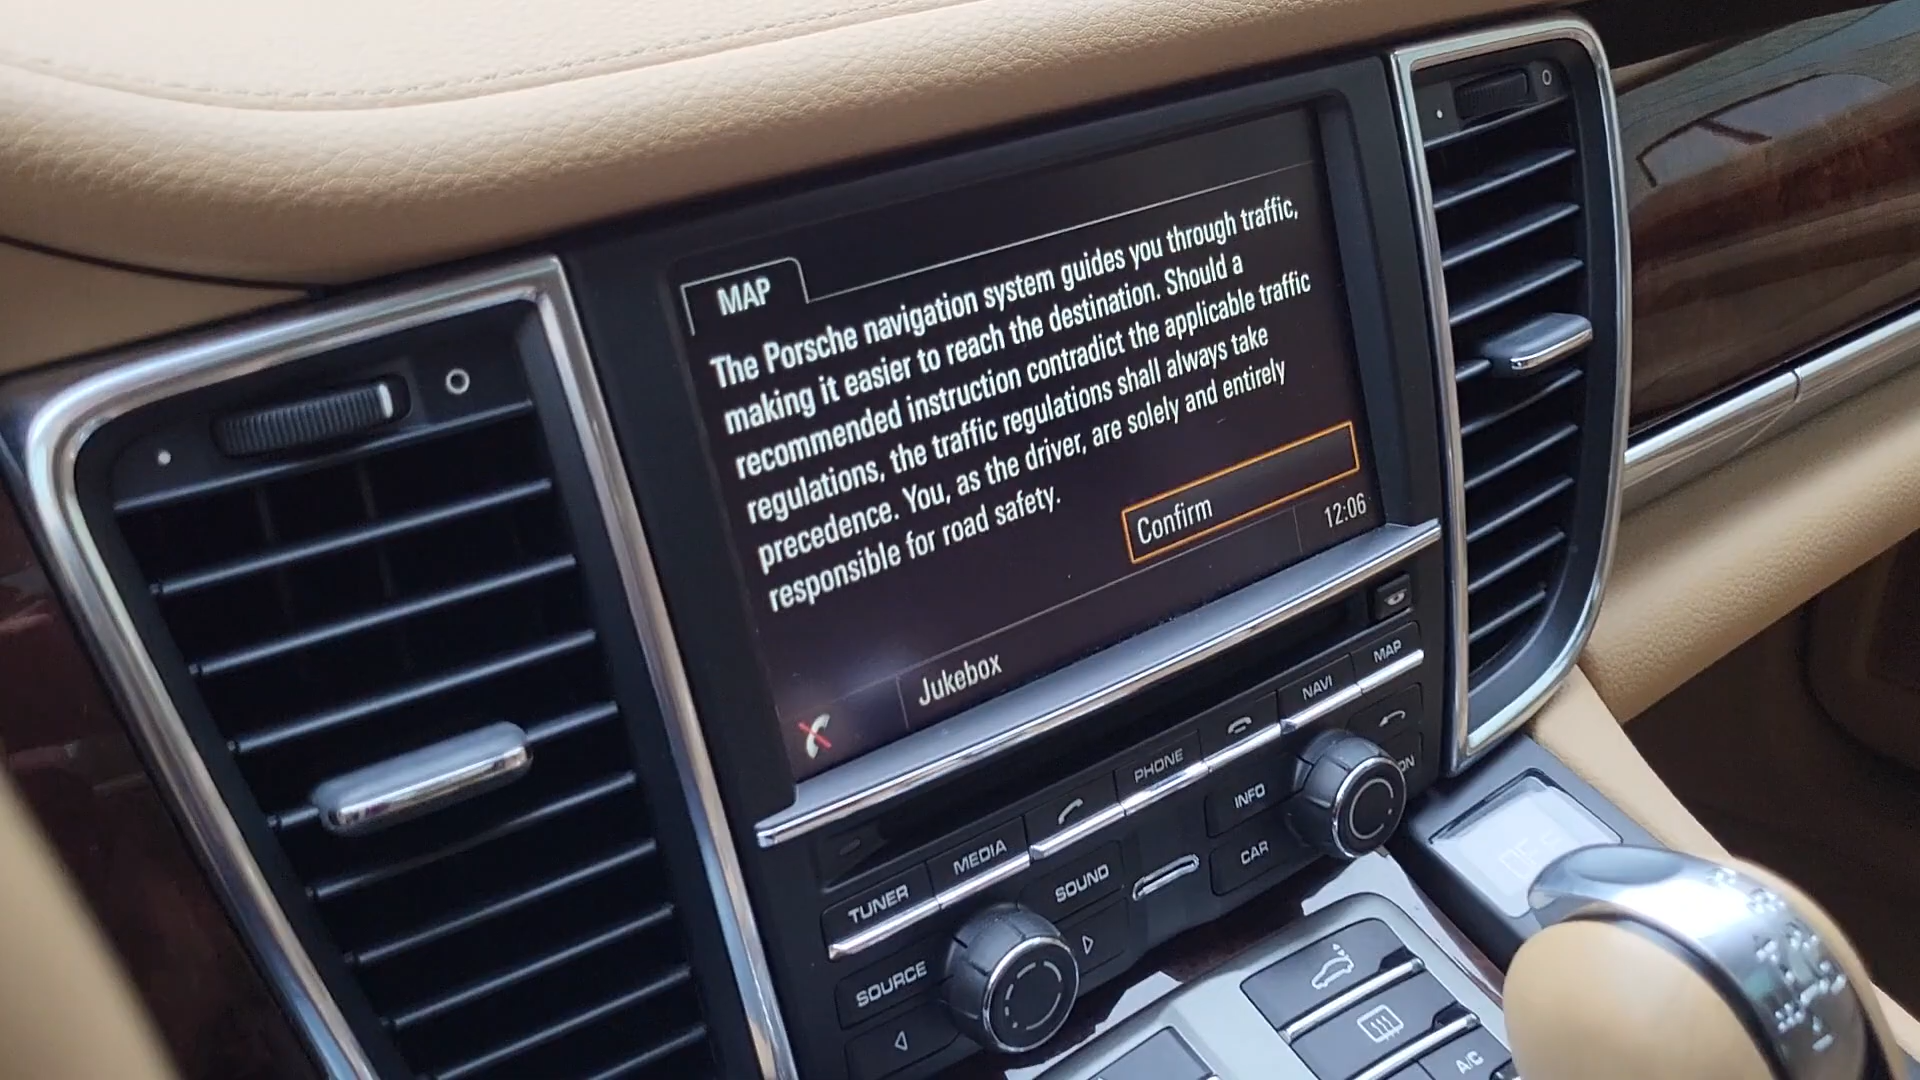 MAP
The Porsche navigation system guides you through traffic,
making it easier to reach the destination. Should a
recommended instruction contradict the applicable traffic
regulations, the traffic regulations shall always take
precedence. You, as the driver, are solely and entirely
responsible for road safety.
Confirm
12:06
Jukebox
TUNER MEDIA PHONE NAVI MAP
SOURCE SOUND INFO CAR
OFF
A/C